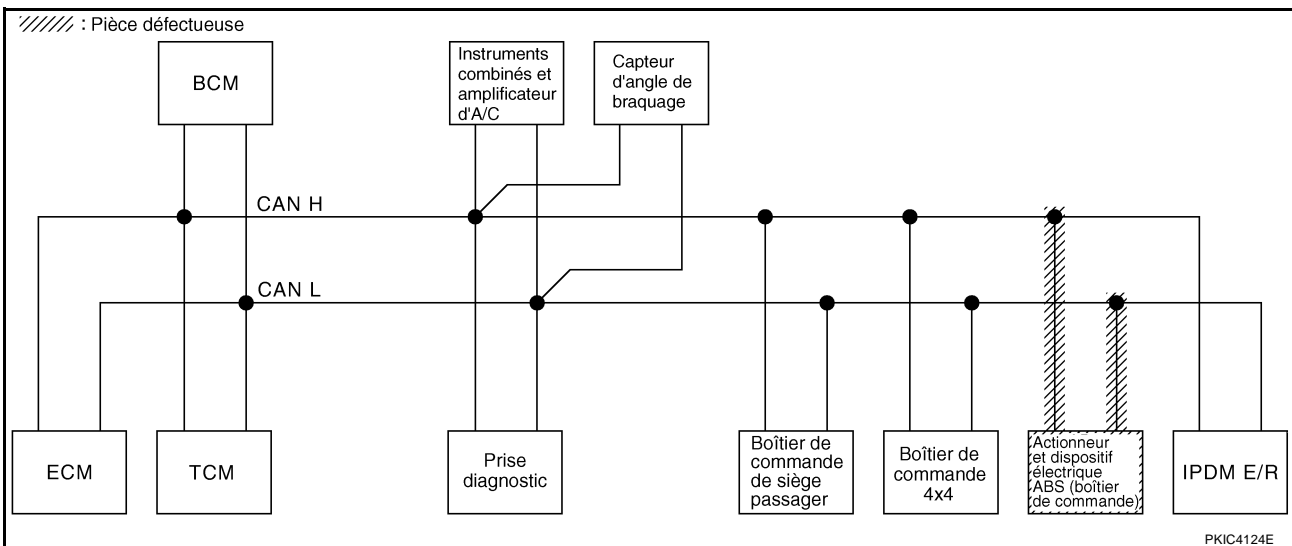 : Pièce défectueuse
BCM
Instruments
combinés et
amplificateur
d'A/C
Capteur
d'angle de
braquage
CAN H
CAN L
ECM
TCM
Prise
diagnostic
Boîtier de
commande
de siège
passager
Boîtier de
commande
4x4
Actionneur
et dispositif
électrique
ABS (boîtier
de commande)
IPDM E/R
PKIC4124E